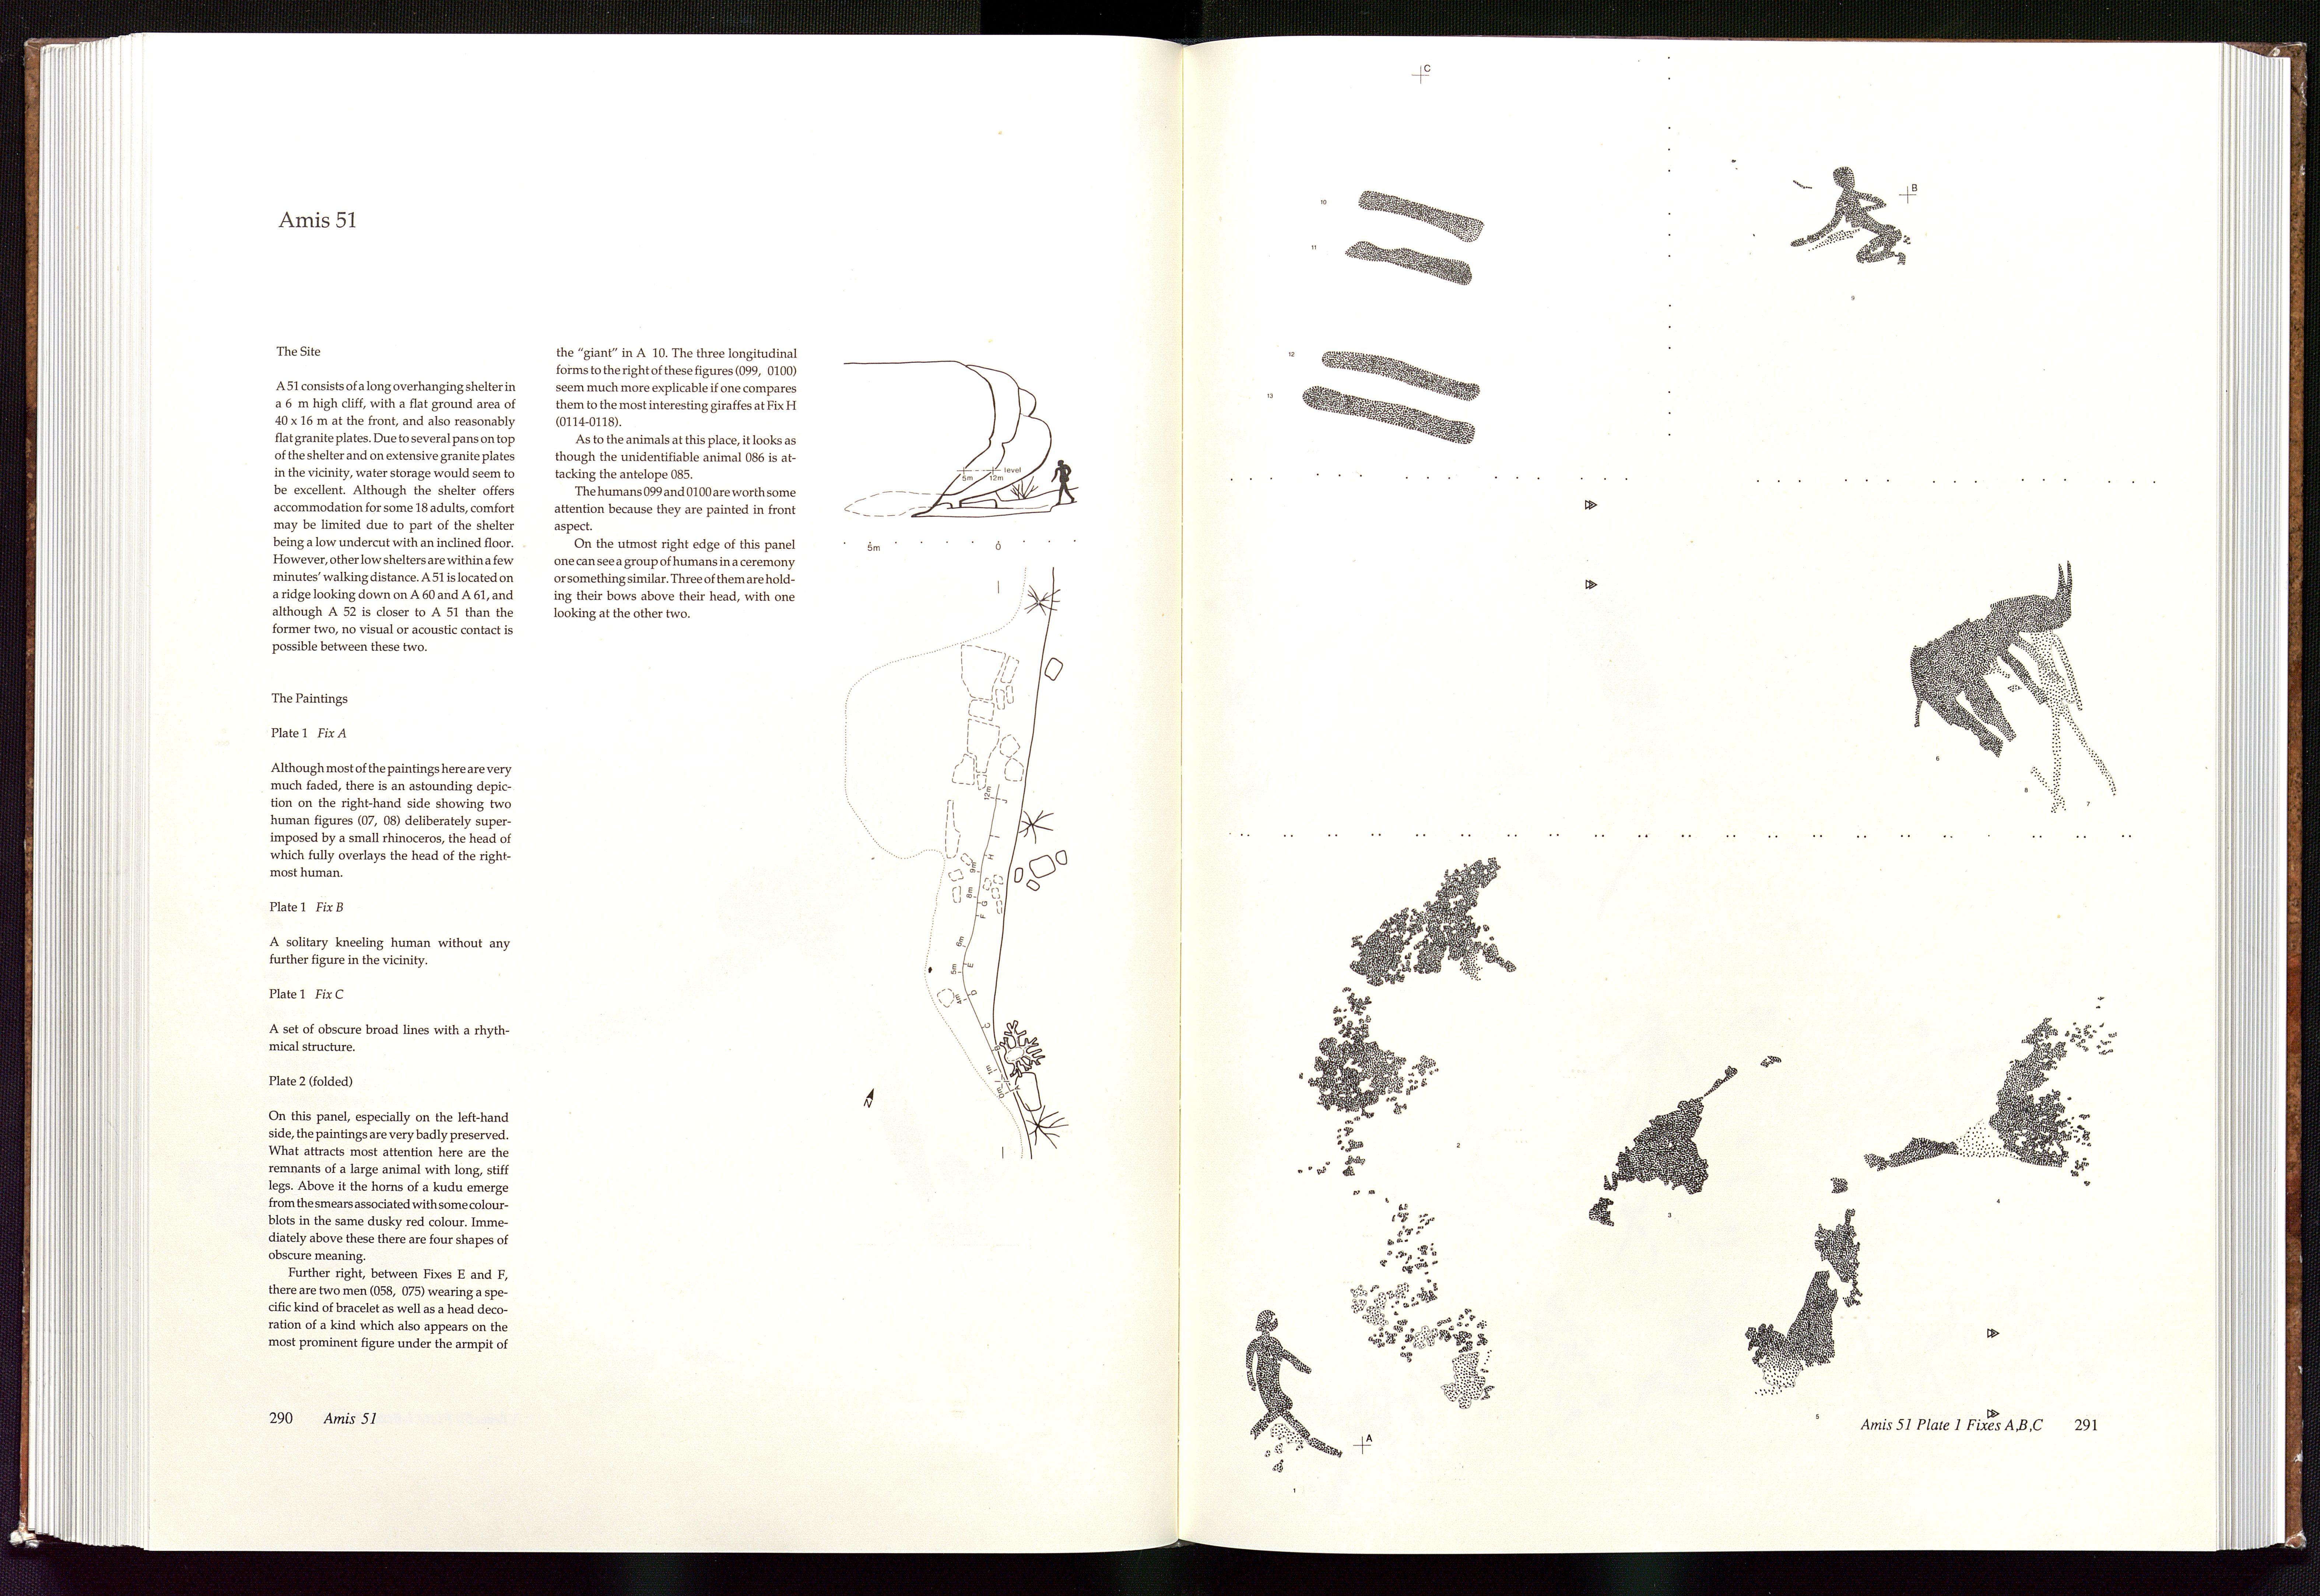 Amis 51
The Site
A 51 consists of a long overhanging shelter in
a 6 m high cliff, with a flat ground area of
40 x 16 m at the front, and also reasonably
flat granite plates. Due to several pans on top
of the shelter and on extensive granite plates
in the vicinity, water storage would seem to
be excellent. Although the shelter offers
accommodation for some 18 adults, comfort
may be limited due to part of the shelter
being a low undercut with an inclined floor.
However, other low shelters are within a few
minutes' walking distance. A 51 is located on
a ridge looking down on A 60 and A 61, and
although A 52 is closer to A 51 than the
former two, no visual or acoustic contact is
possible between these two.
The Paintings
Plate 1 Fix A
Although most of the paintings here are very
much faded, there is an astounding depic-
tion on the right-hand side showing two
human figures (07, 08) deliberately super-
imposed by a small rhinoceros, the head of
which fully overlays the head of the right-
most human.
Plate 1 Fix B
A solitary kneeling human without any
further figure in the vicinity.
Plate 1 Fix C
A set of obscure broad lines with a rhyth-
mical structure.
Plate 2 (folded)
On this panel, especially on the left-hand
side, the paintings are very badly preserved.
What attracts most attention here are the
remnants of a large animal with long, stiff
legs. Above it the horns of a kudu emerge
from the smears associated with some colour-
blots in the same dusky red colour. Imme-
diately above these there are four shapes of
obscure meaning.
Further right, between Fixes E and F,
there are two men (058, 075) wearing a spe-
cific kind of bracelet as well as a head deco-
ration of a kind which also appears on the
most prominent figure under the armpit of
the "giant" in A 10. The three longitudinal
forms to the right of these figures (099, 0100)
seem much more explicable if one compares
them to the most interesting giraffes at Fix H
(0114-0118).
As to the animals at this place, it looks as
though the unidentifiable animal 086 is at-
tacking the antelope 085.
The humans 099 and 0100 are worth some
attention because they are painted in front
aspect.
On the utmost right edge of this panel
one can see a group of humans in a ceremony
or something similar. Three of them are hold-
ing their bows above their head, with one
looking at the other two.
level
5m 12m
5m 0
12m
J
I
H
9m
8m
G
F
6m
E
5m
D
4m
C
B
1m
A
0m
N
290 Amis 51
C
10
11
12
13
B
9
6
8
7
2
3
4
5
A
1
Amis 51 Plate 1 Fixes A,B,C 291